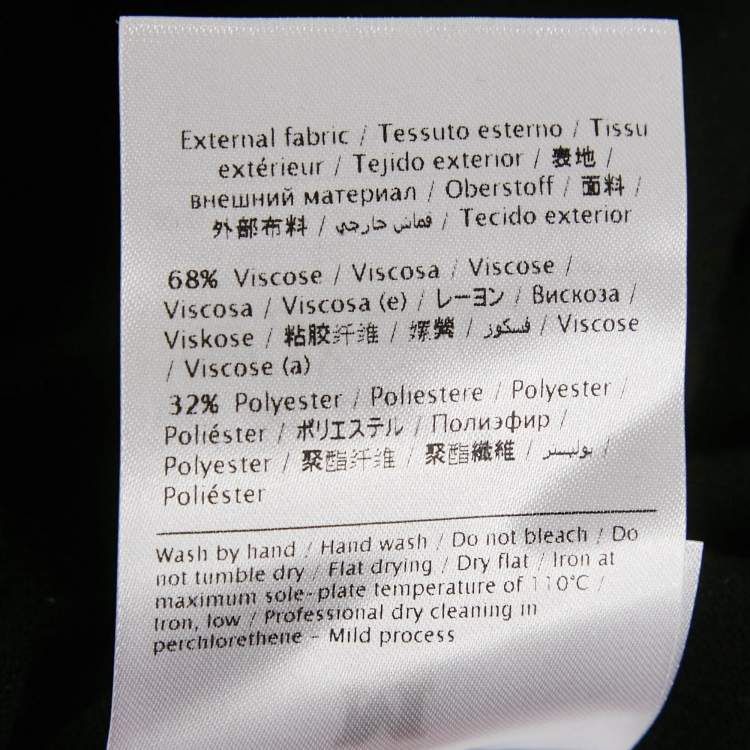 External fabric / Tessuto esterno / Tissu
extérieur / Tejido exterior / 表地 /
внешний материал / Oberstoff / 面料 /
外部布料 / قماش خارجي / Tecido exterior
68% Viscose / Viscosa / Viscose /
Viscosa / Viscosa (e) / レーヨン / Вискоза /
Viskose / 粘胶纤维 / 嫘縈 / فسكوز / Viscose
/ Viscose (a)
32% Polyester / Poliestere / Polyester /
Poliéster / ポリエステル / Полиэфир /
Polyester / 聚酯纤维 / 聚酯纖維 / بوليستر /
Poliéster
Wash by hand / Hand wash / Do not bleach / Do
not tumble dry / Flat drying / Dry flat / Iron at
maximum sole-plate temperature of 110°C /
Iron, low / Professional dry cleaning in
perchlorethene - Mild process